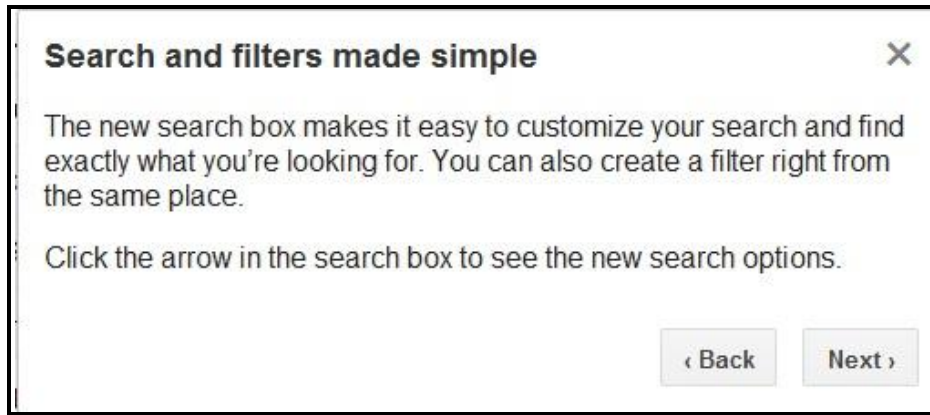 Search and filters made simple
The new search box makes it easy to customize your search and find
exactly what you’re looking for. You can also create a filter right from
the same place.
Click the arrow in the search box to see the new search options.
‹ Back Next ›